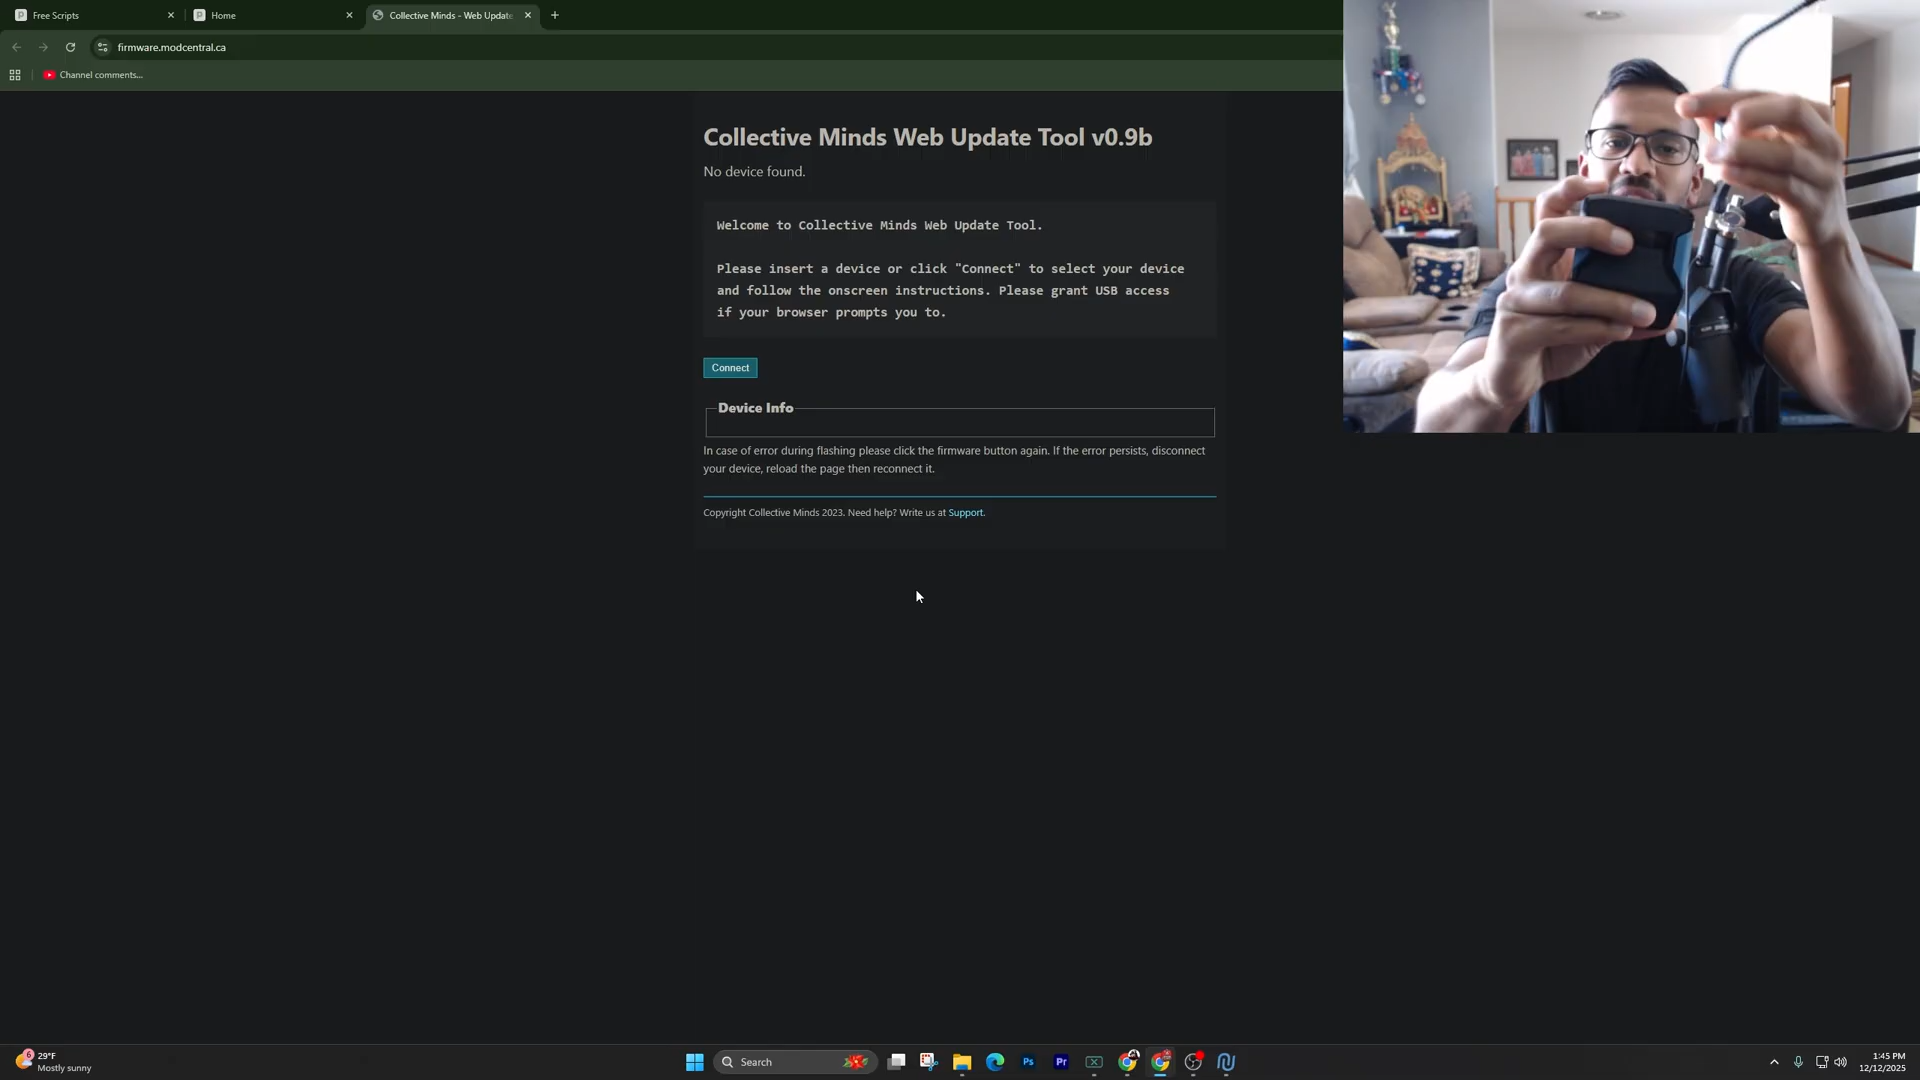 Free Scripts
Home
Collective Minds - Web Update
firmware.modcentral.ca
Channel comments...
Collective Minds Web Update Tool v0.9b
No device found.
Welcome to Collective Minds Web Update Tool.
Please insert a device or click "Connect" to select your device
and follow the onscreen instructions. Please grant USB access
if your browser prompts you to.
Connect
Device Info
In case of error during flashing please click the firmware button again. If the error persists, disconnect
your device, reload the page then reconnect it.
Copyright Collective Minds 2023. Need help? Write us at Support.
6
29°F
Mostly sunny
Search
Ps
Pr
1:45 PM
12/12/2025